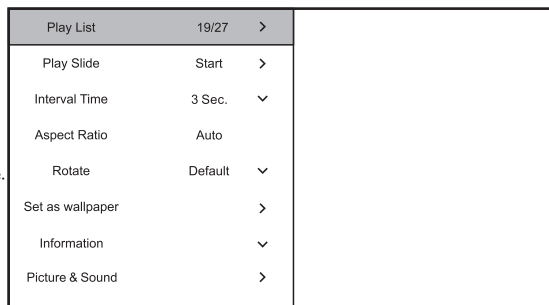 Play List 19/27 >
Play Slide Start >
Interval Time 3 Sec.
Aspect Ratio Auto
Rotate Default
Set as wallpaper >
Information
Picture & Sound >